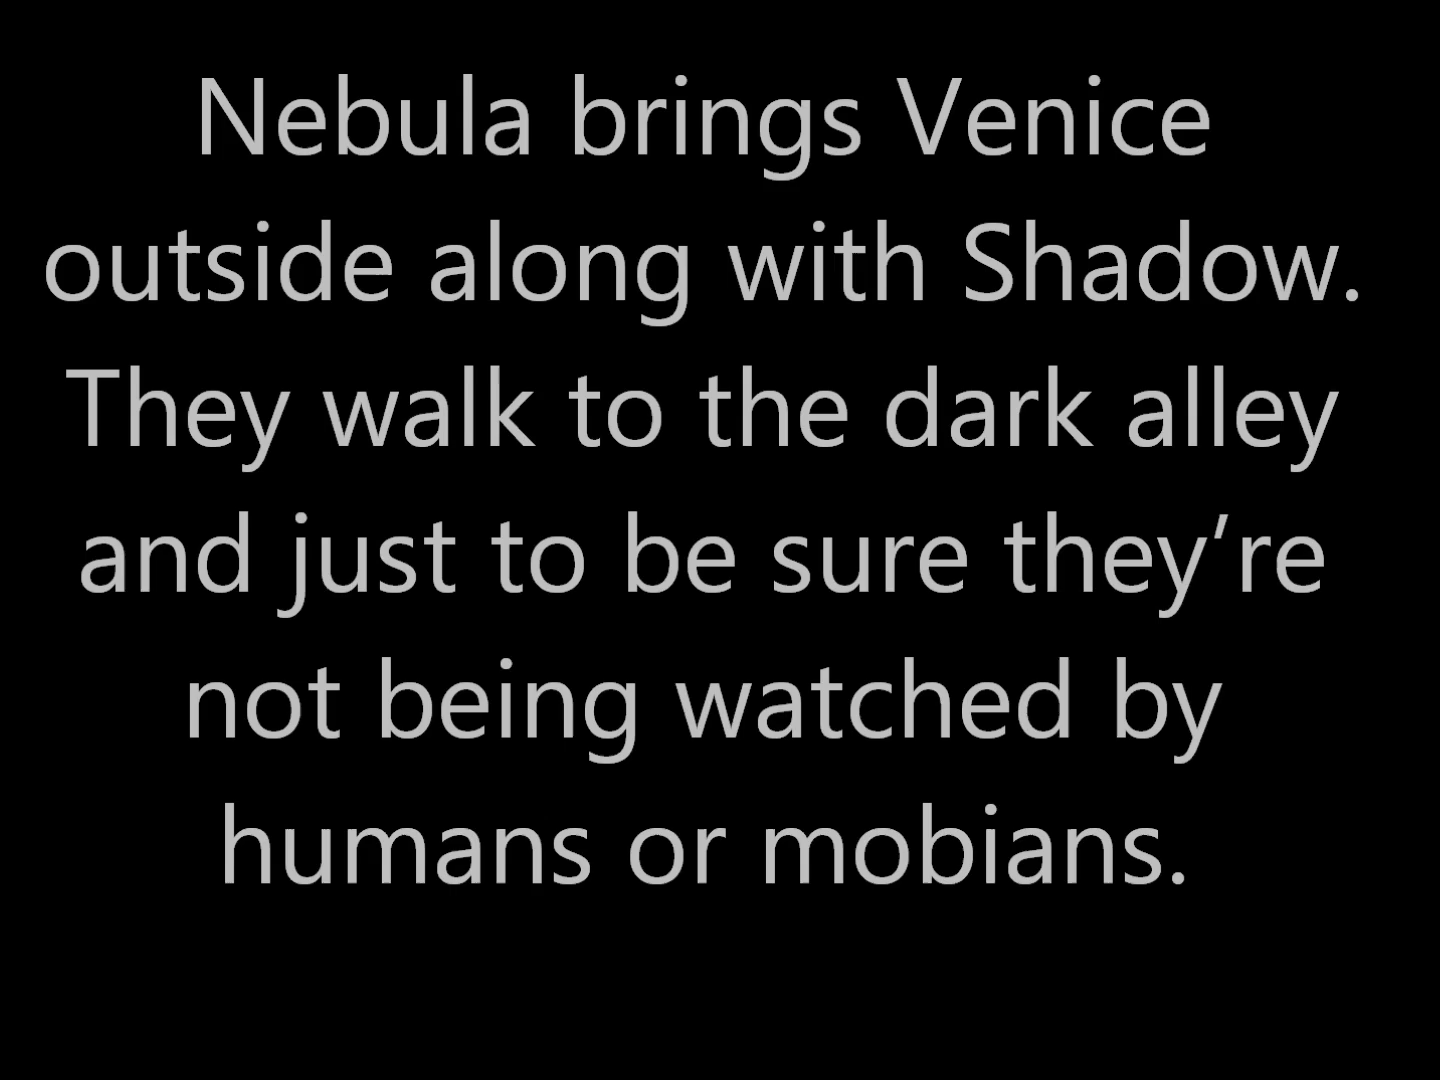 Nebula brings Venice
outside along with Shadow.
They walk to the dark alley
and just to be sure they’re
not being watched by
humans or mobians.